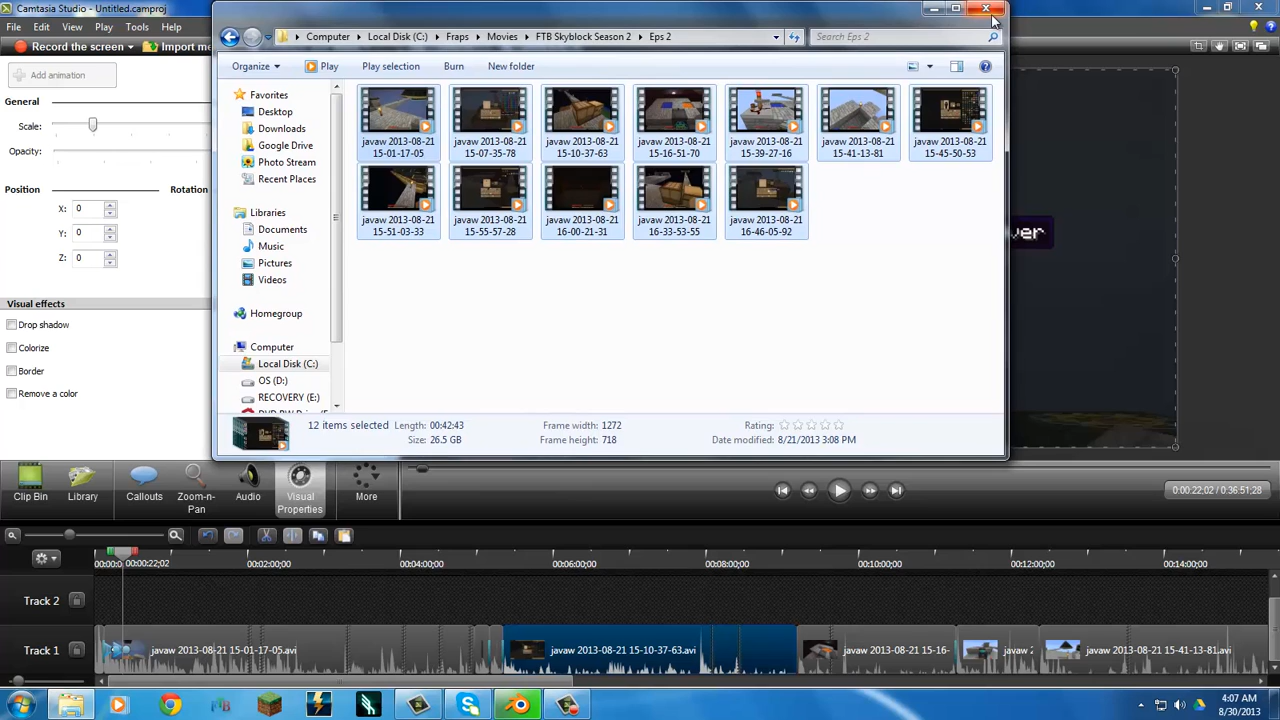 Camtasia Studio - Untitled.camproj
File Edit View Play Tools Help
Record the screen Import me
Add animation
General
Scale:
Opacity:
Position Rotation
X: 0
Y: 0
Z: 0
Visual effects
Drop shadow
Colorize
Border
Remove a color
Computer Local Disk (C:) Fraps Movies FTB Skyblock Season 2 Eps 2
Search Eps 2
Organize Play Play selection Burn New folder
Favorites
Desktop
Downloads
Google Drive
Photo Stream
Recent Places
Libraries
Documents
Music
Pictures
Videos
Homegroup
Computer
Local Disk (C:)
OS (D:)
RECOVERY (E:)
javaw 2013-08-21 15-01-17-05
javaw 2013-08-21 15-07-35-78
javaw 2013-08-21 15-10-37-63
javaw 2013-08-21 15-16-51-70
javaw 2013-08-21 15-39-27-16
javaw 2013-08-21 15-41-13-81
javaw 2013-08-21 15-45-50-53
javaw 2013-08-21 15-51-03-33
javaw 2013-08-21 15-55-57-28
javaw 2013-08-21 16-00-21-31
javaw 2013-08-21 16-33-53-55
javaw 2013-08-21 16-46-05-92
12 items selected Length: 00:42:43 Frame width: 1272 Rating:
Size: 26.5 GB Frame height: 718 Date modified: 8/21/2013 3:08 PM
ver
Clip Bin Library Callouts Zoom-n-Pan Audio Visual Properties More
0:00:22;02 / 0:36:51;28
00:00:0 00:00:22;02 00:02:00;00 00:04:00;00 00:06:00;00 00:08:00;00 00:10:00;00 00:12:00;00 00:14:00;00
Track 2
Track 1 javaw 2013-08-21 15-01-17-05.avi javaw 2013-08-21 15-10-37-63.avi javaw 2013-08-21 15-16- javaw 2 javaw 2013-08-21 15-41-13-81.avi
4:07 AM
8/30/2013